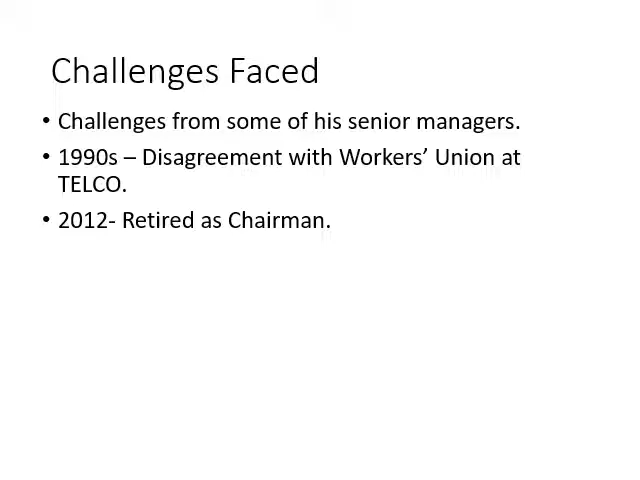 Challenges Faced
• Challenges from some of his senior managers.
• 1990s – Disagreement with Workers’ Union at
TELCO.
• 2012- Retired as Chairman.